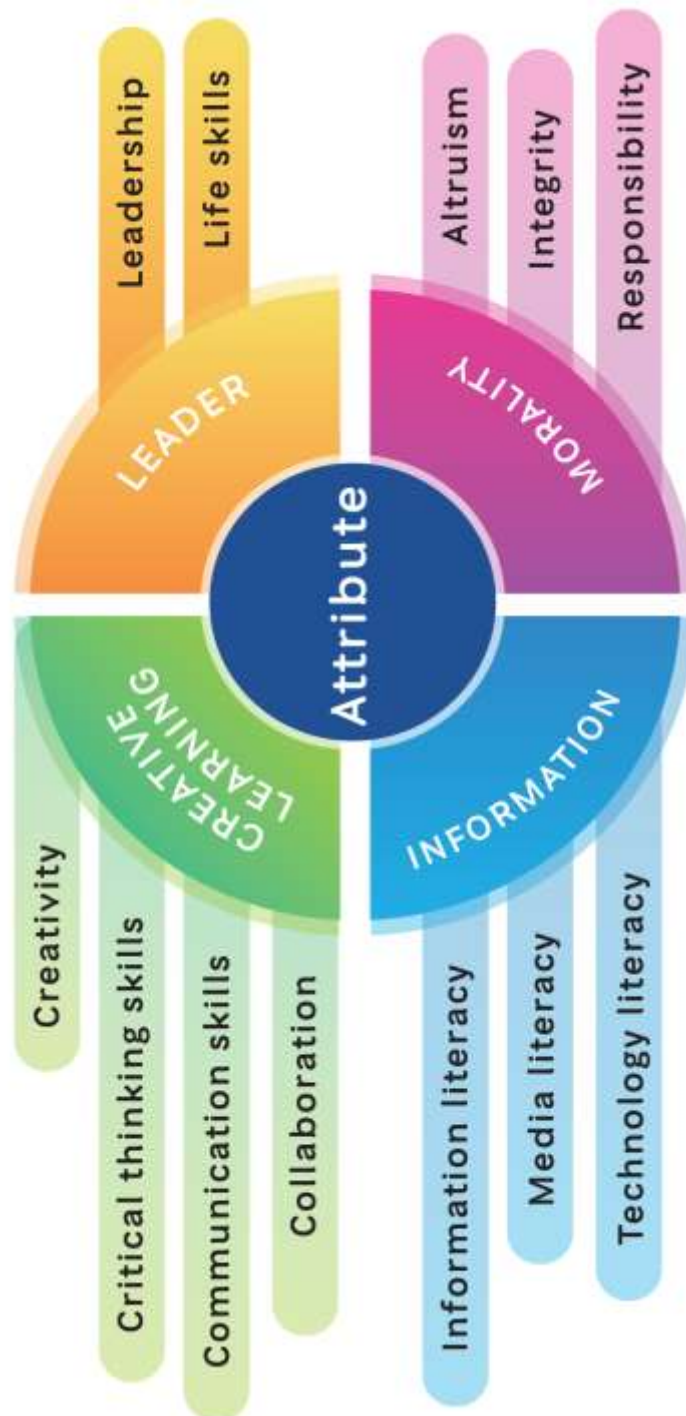 Creativity
Critical thinking skills
Communication skills
Collaboration
CREATIVE
LEARNING
LEADER
Leadership
Life skills
Attribute
INFORMATION
Information literacy
Media literacy
Technology literacy
MORALITY
Altruism
Integrity
Responsibility